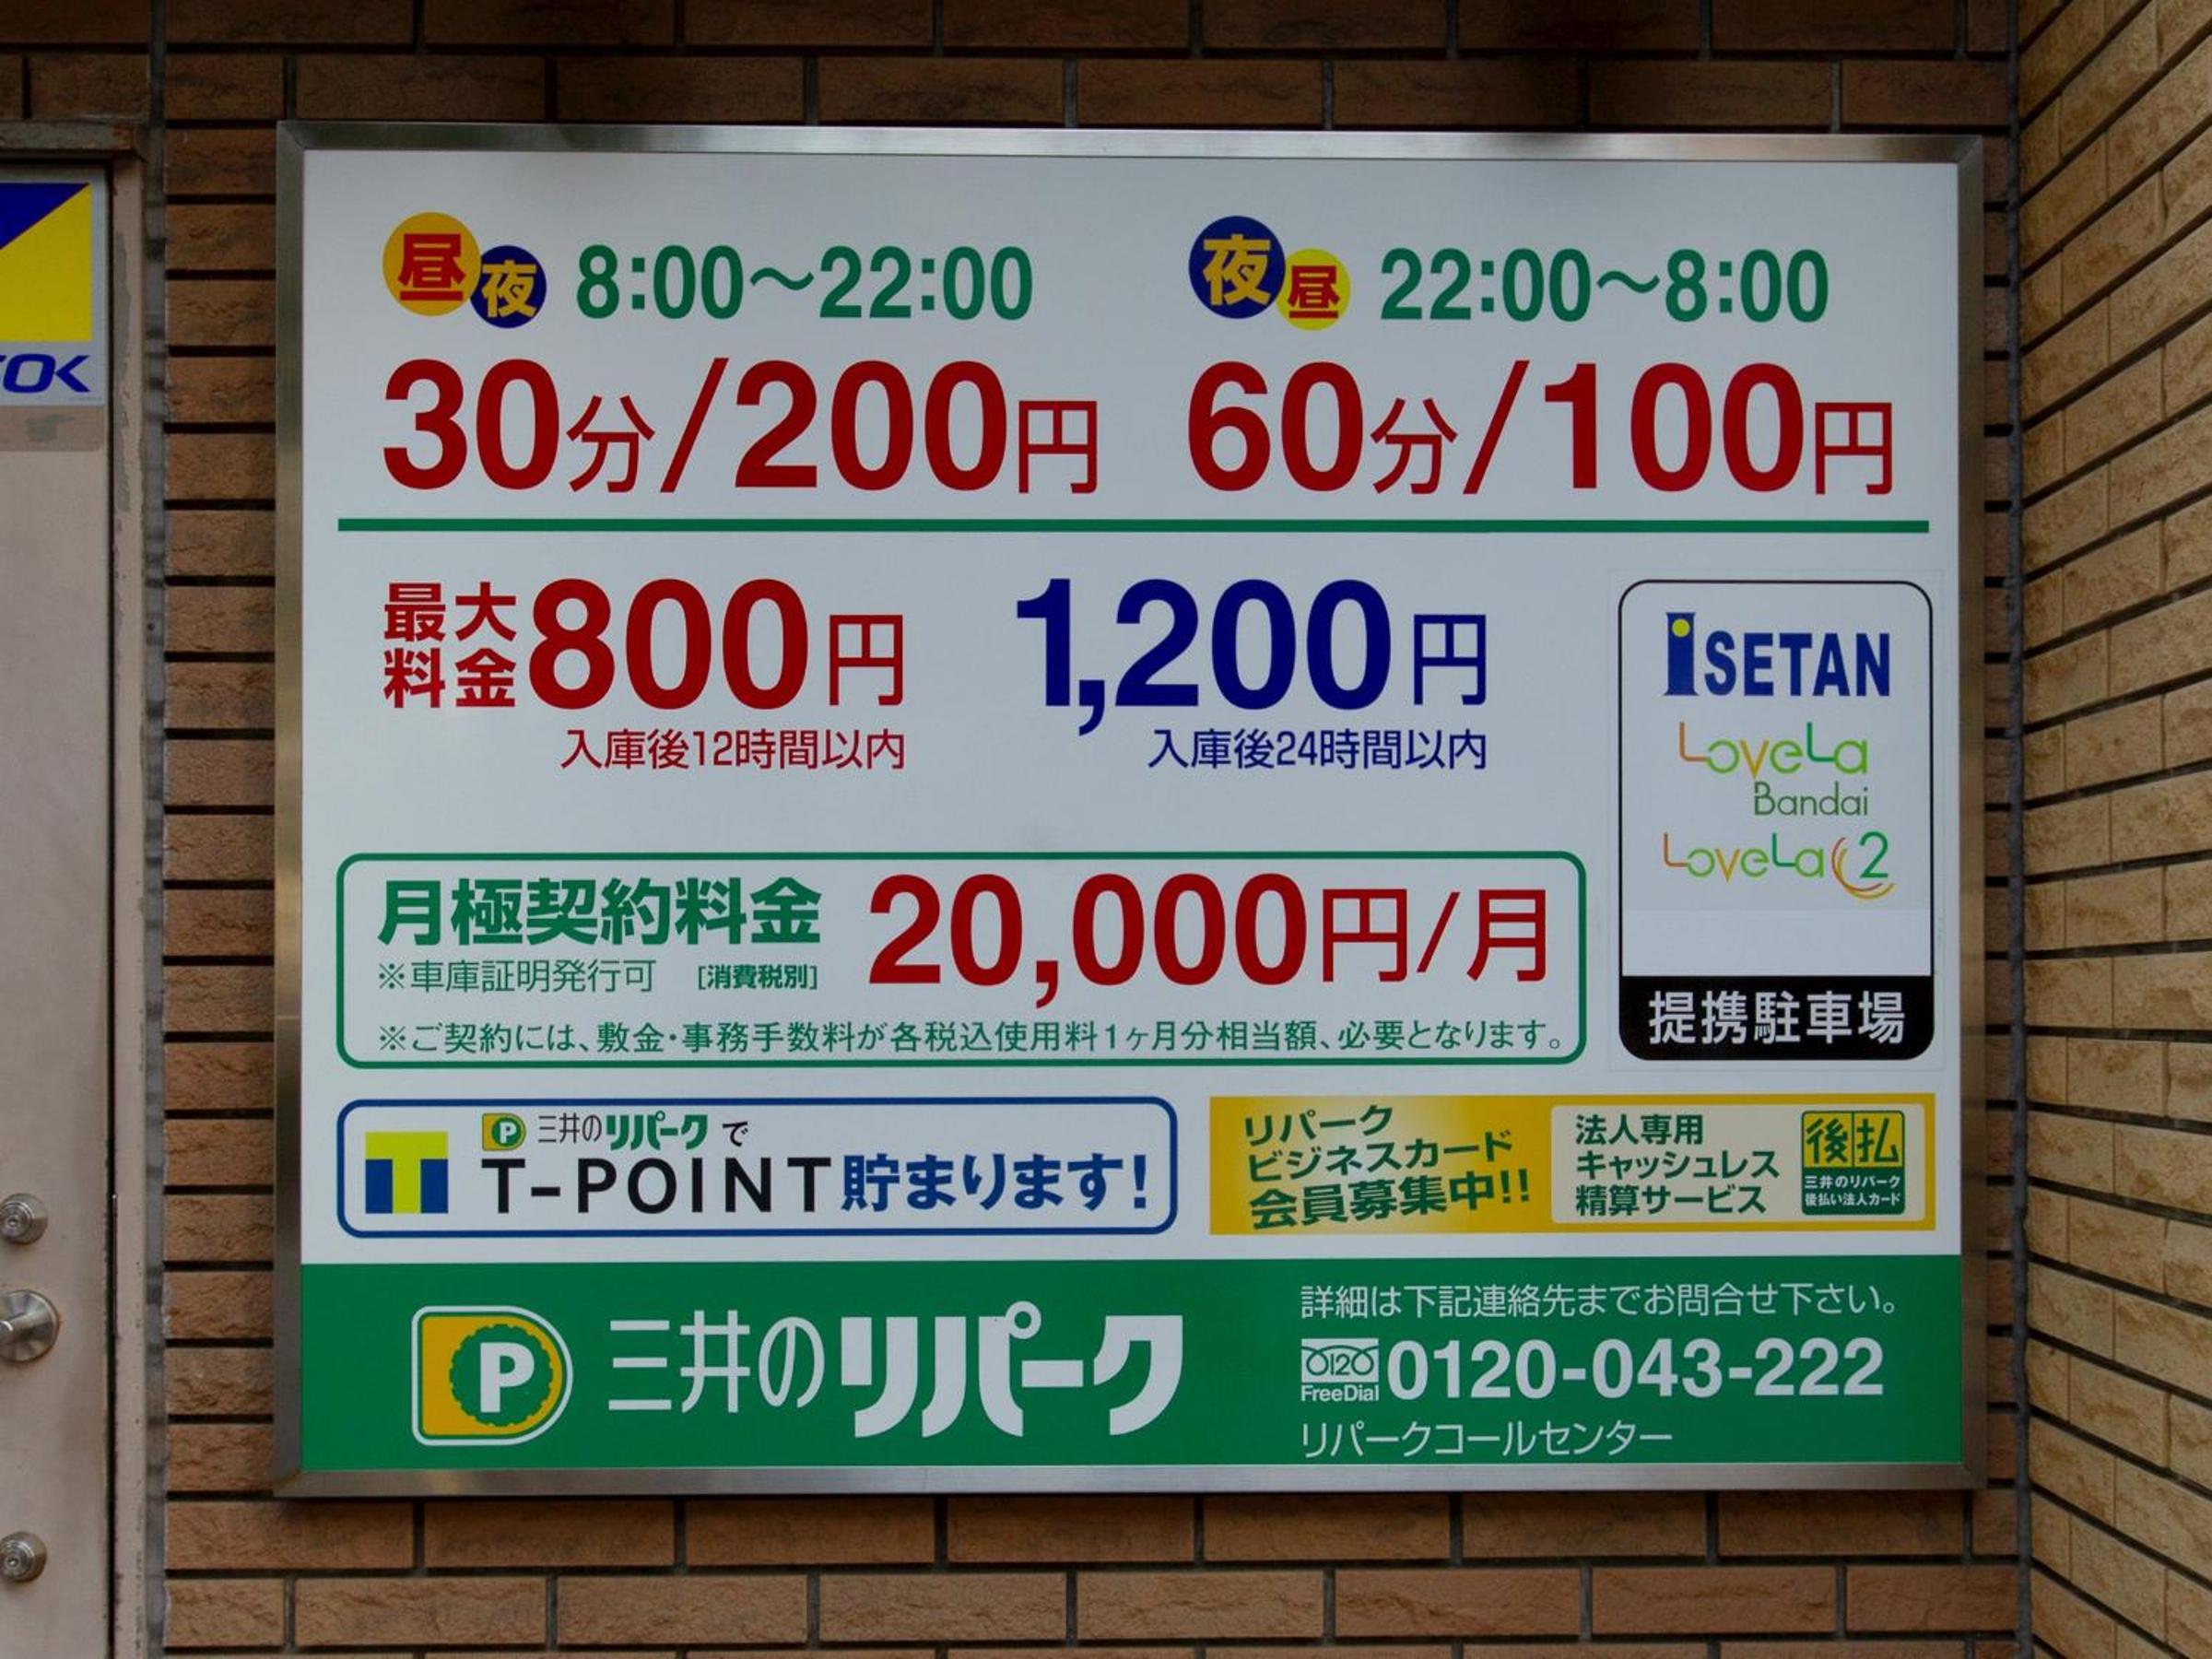 昼夜 8:00～22:00
30分/200円
夜昼 22:00～8:00
60分/100円
最大料金 800円
入庫後12時間以内
1,200円
入庫後24時間以内
iSETAN
LoveLa
Bandai
LoveLa 2
提携駐車場
月極契約料金 20,000円/月
※車庫証明発行可 [消費税別]
※ご契約には、敷金・事務手数料が各税込使用料1ヶ月分相当額、必要となります。
P 三井のリパークで
T T-POINT貯まります!
リパーク
ビジネスカード
会員募集中!!
法人専用
キャッシュレス
精算サービス
後払
三井のリパーク
後払い法人カード
P 三井のリパーク
詳細は下記連絡先までお問合せ下さい。
0120
FreeDial
0120-043-222
リパークコールセンター